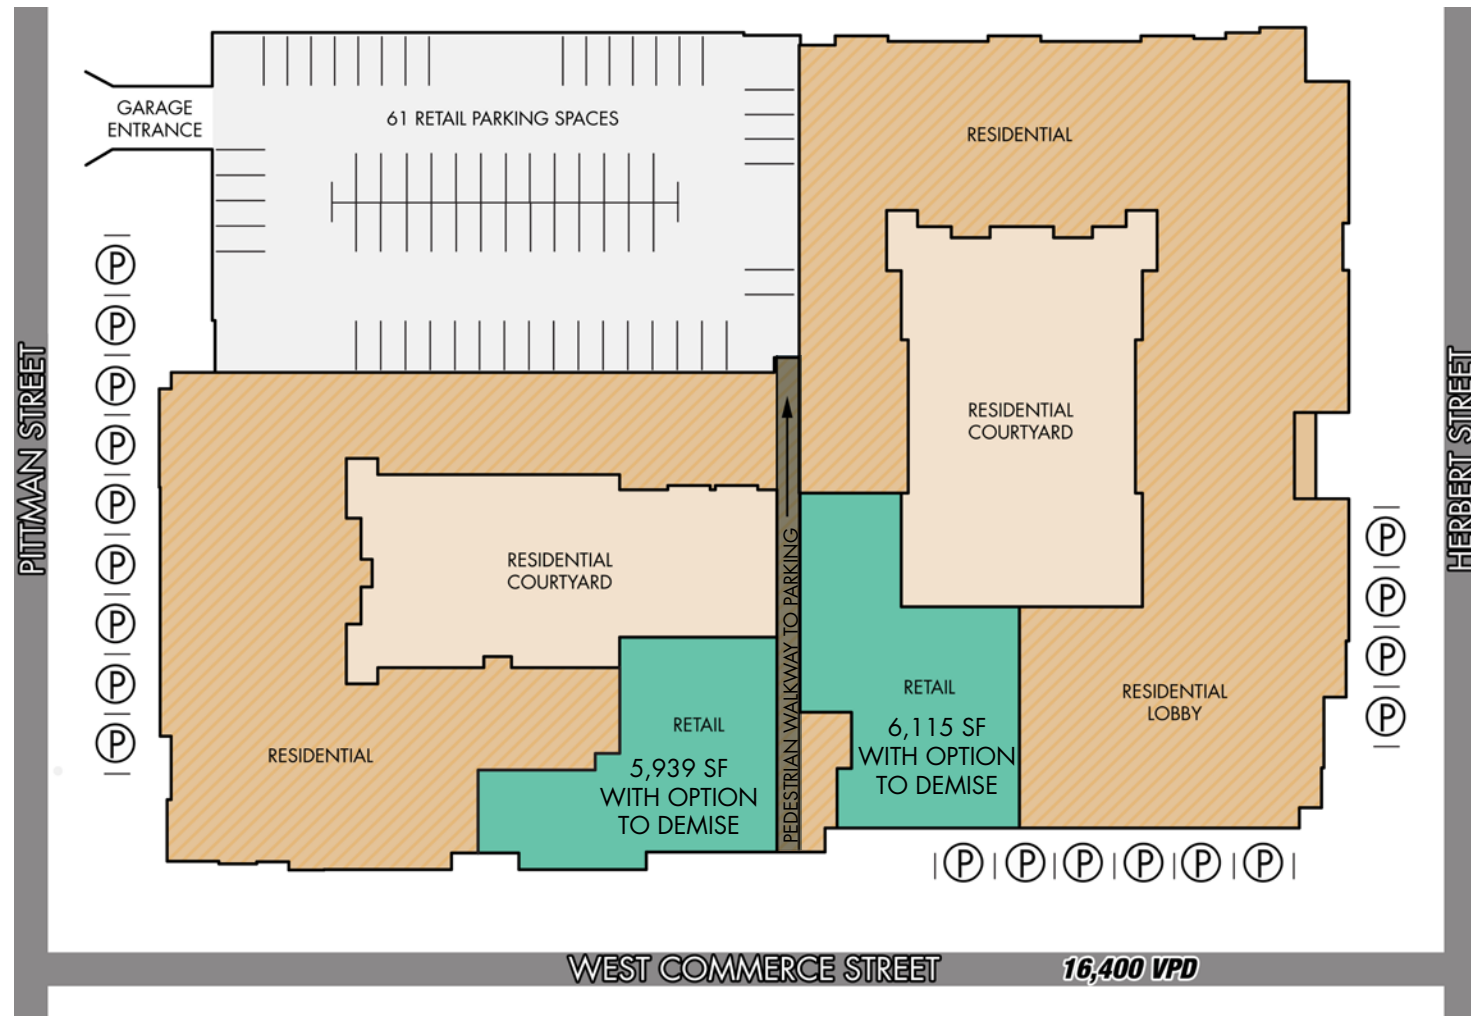 GARAGE
ENTRANCE
61 RETAIL PARKING SPACES
RESIDENTIAL
P
P
P
P
P
P
P
P
P
PITTMAN STREET
HERBERT STREET
RESIDENTIAL
COURTYARD
RESIDENTIAL
COURTYARD
PEDESTRIAN WALKWAY TO PARKING
P
P
P
P
RETAIL
6,115 SF
WITH OPTION
TO DEMISE
RESIDENTIAL
LOBBY
RETAIL
5,939 SF
WITH OPTION
TO DEMISE
RESIDENTIAL
P P P P P P
WEST COMMERCE STREET
16,400 VPD